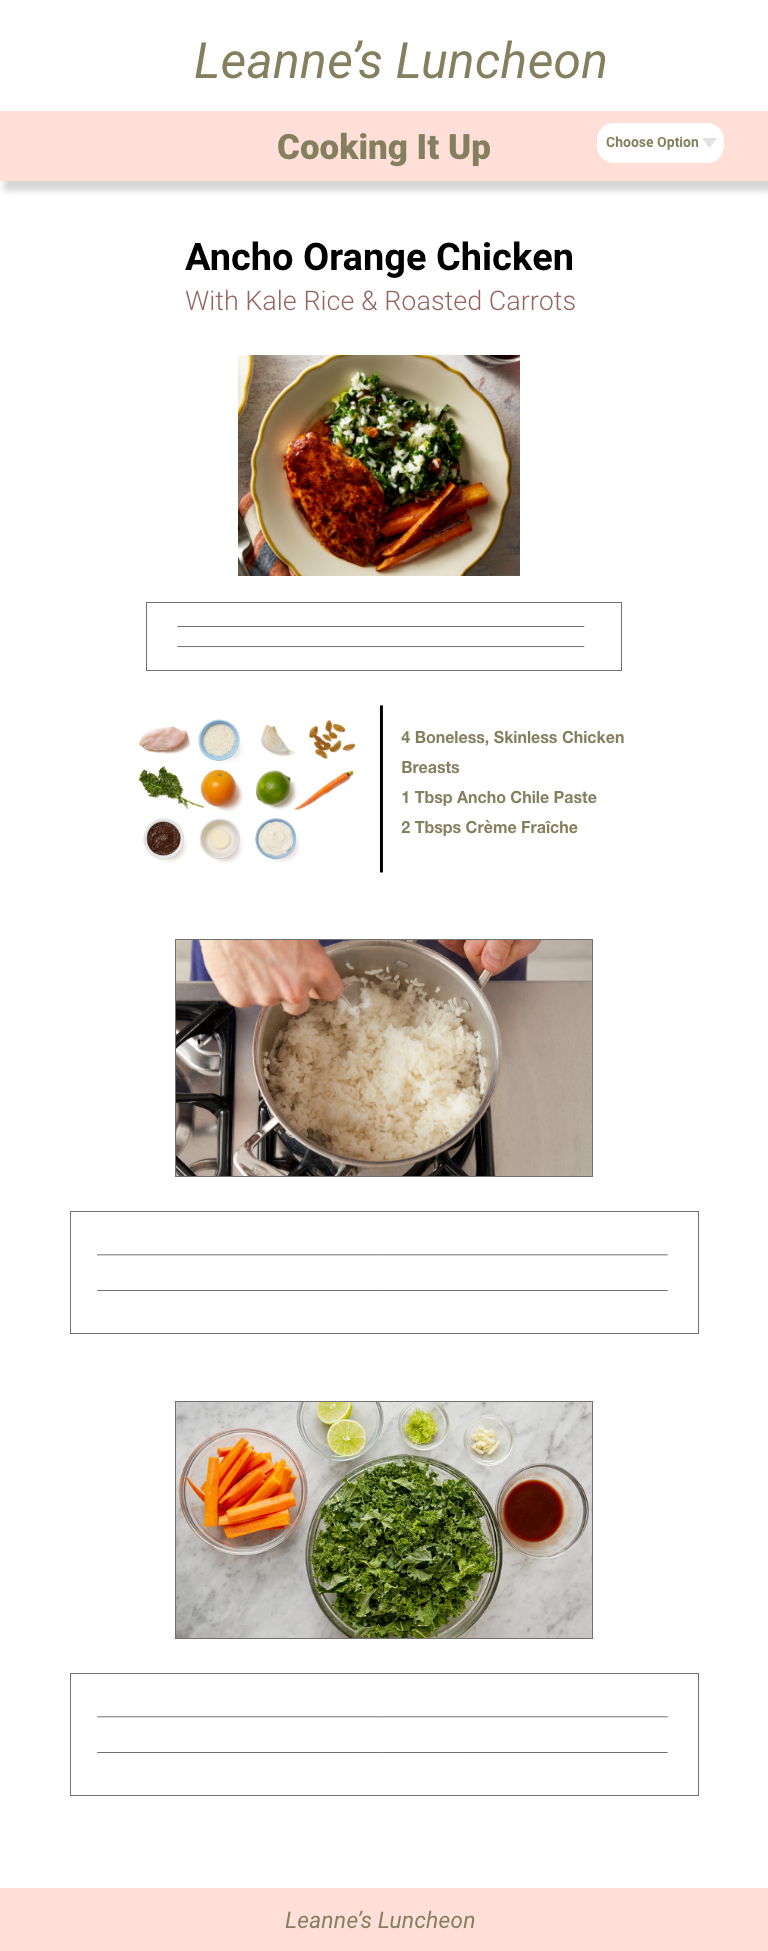 Leanne’s Luncheon
Cooking It Up
Choose Option
Ancho Orange Chicken
With Kale Rice & Roasted Carrots
4 Boneless, Skinless Chicken
Breasts
1 Tbsp Ancho Chile Paste
2 Tbsps Crème Fraîche
Leanne’s Luncheon